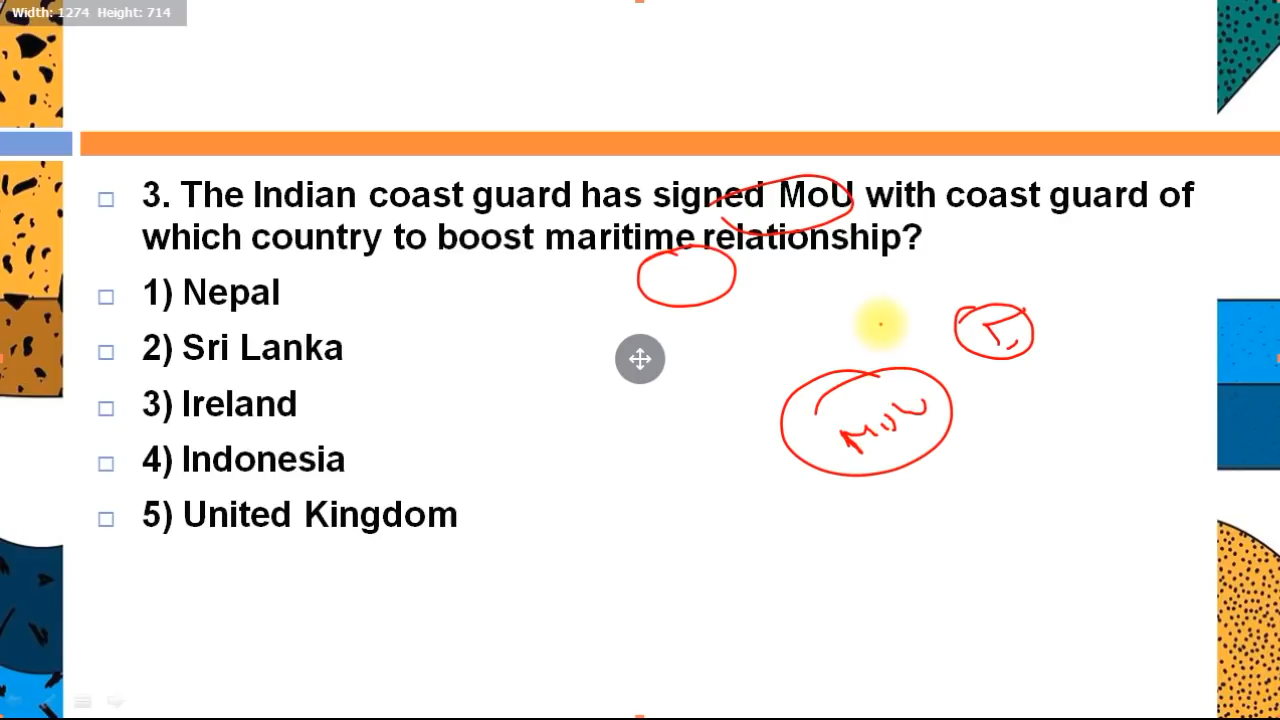 Width: 1274 Height: 714
3. The Indian coast guard has signed MoU with coast guard of
which country to boost maritime relationship?
1) Nepal
2) Sri Lanka
3) Ireland
4) Indonesia
5) United Kingdom
MOU